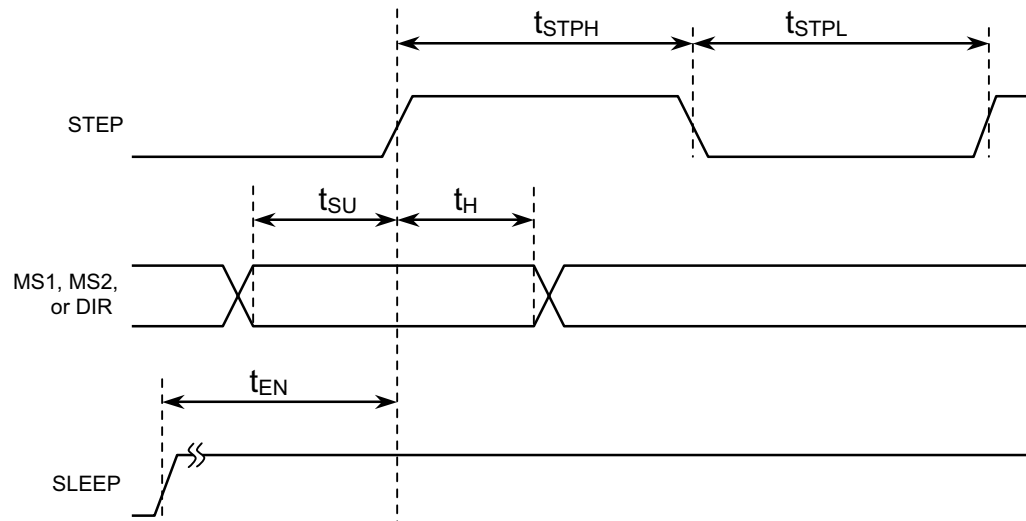 tSTPH tSTPL
STEP
tSU tH
MS1, MS2,
or DIR
tEN
SLEEP